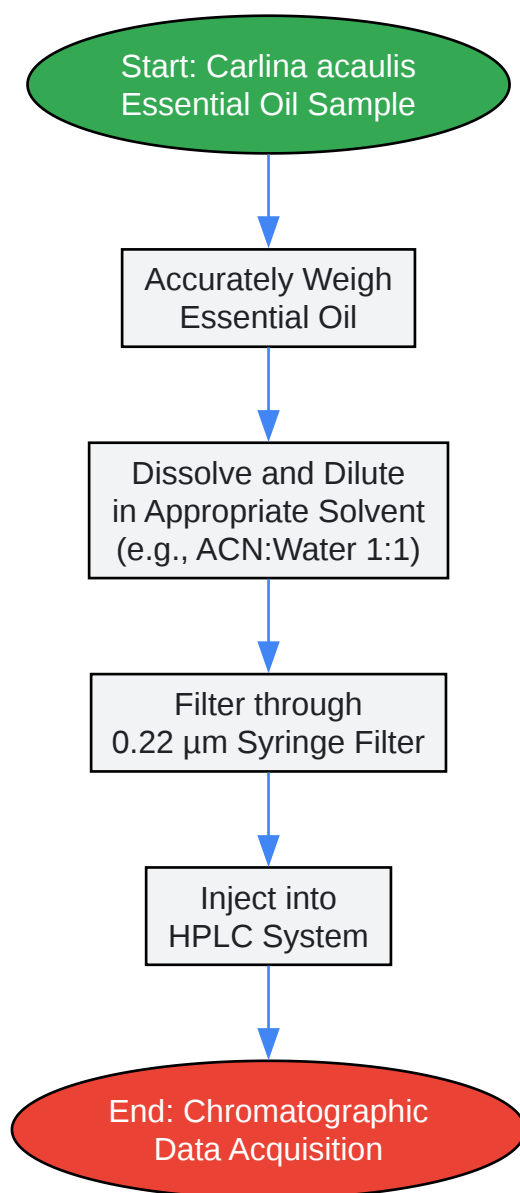 Start: Carlina acaulis
Essential Oil Sample
Accurately Weigh
Essential Oil
Dissolve and Dilute
in Appropriate Solvent
(e.g., ACN:Water 1:1)
Filter through
0.22 µm Syringe Filter
Inject into
HPLC System
End: Chromatographic
Data Acquisition